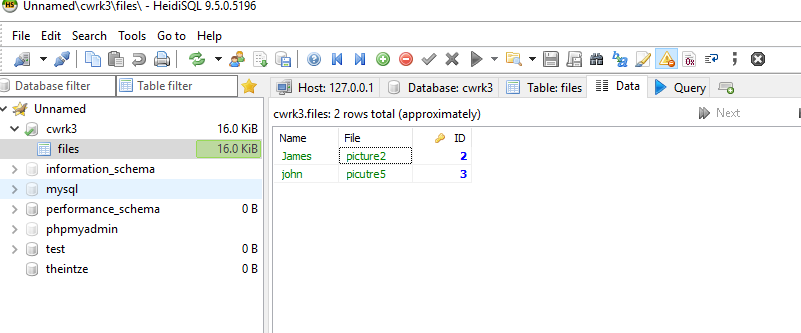 Unnamed\cwrk3\files\ - HeidiSQL 9.5.0.5196
File Edit Search Tools Go to Help
Database filter Table filter Host: 127.0.0.1 Database: cwrk3 Table: files Data Query
Unnamed
cwrk3 16.0 KiB
files 16.0 KiB
information_schema
mysql
performance_schema 0 B
phpmyadmin
test 0 B
theintze 0 B
cwrk3.files: 2 rows total (approximately) Next
Name File ID
James picture2 2
john picutre5 3